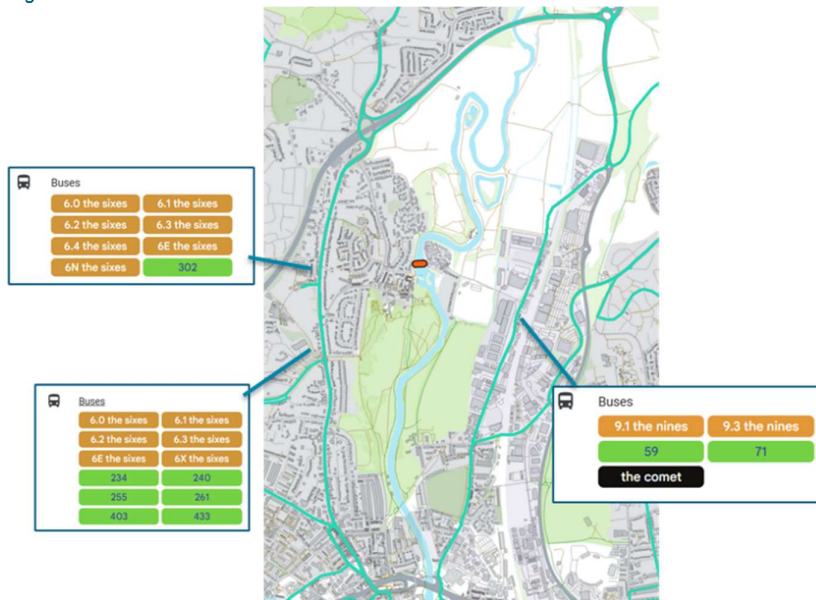 Buses
6.0 the sixes 6.1 the sixes
6.2 the sixes 6.3 the sixes
6.4 the sixes 6E the sixes
6N the sixes 302
Buses
6.0 the sixes 6.1 the sixes
6.2 the sixes 6.3 the sixes
6E the sixes 6X the sixes
234 240
255 261
403 433
Buses
9.1 the nines 9.3 the nines
59 71
the comet